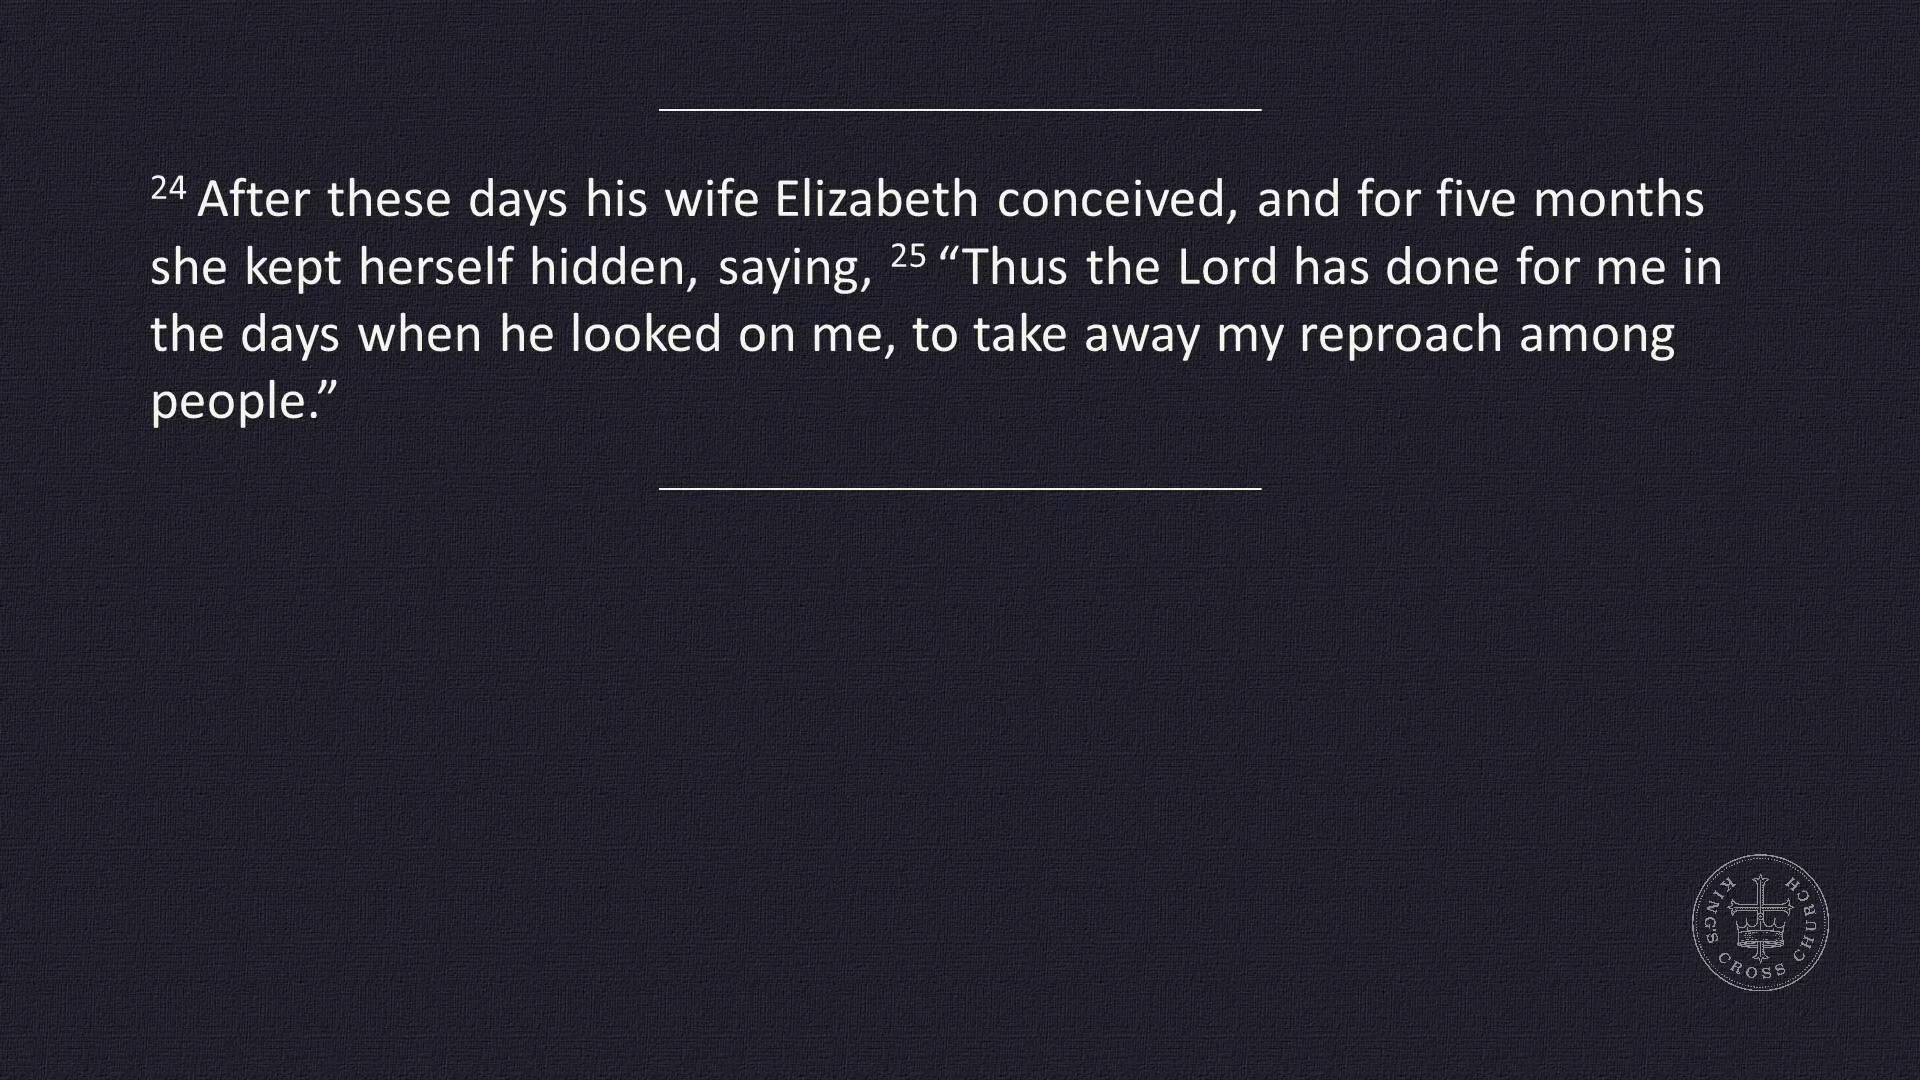 24 After these days his wife Elizabeth conceived, and for five months
she kept herself hidden, saying, 25 “Thus the Lord has done for me in
the days when he looked on me, to take away my reproach among
people.”
KING'S CROSS CHURCH